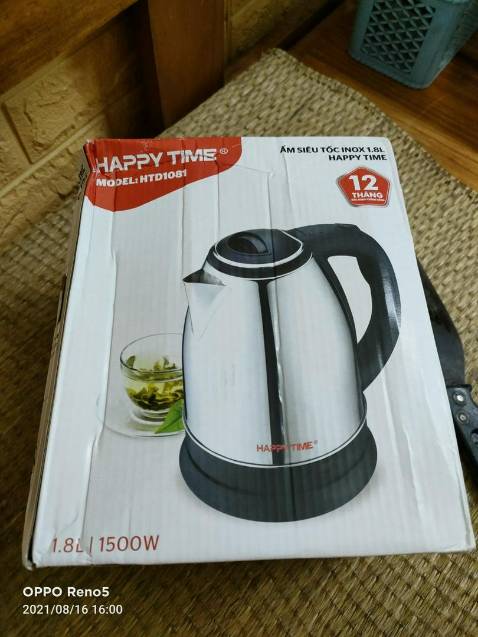 HAPPY TIME®
MODEL: HTD1081
ẤM SIÊU TỐC INOX 1.8L
HAPPY TIME
12
THÁNG
HAPPY TIME®
1.8L | 1500W
OPPO Reno5
2021/08/16 16:00